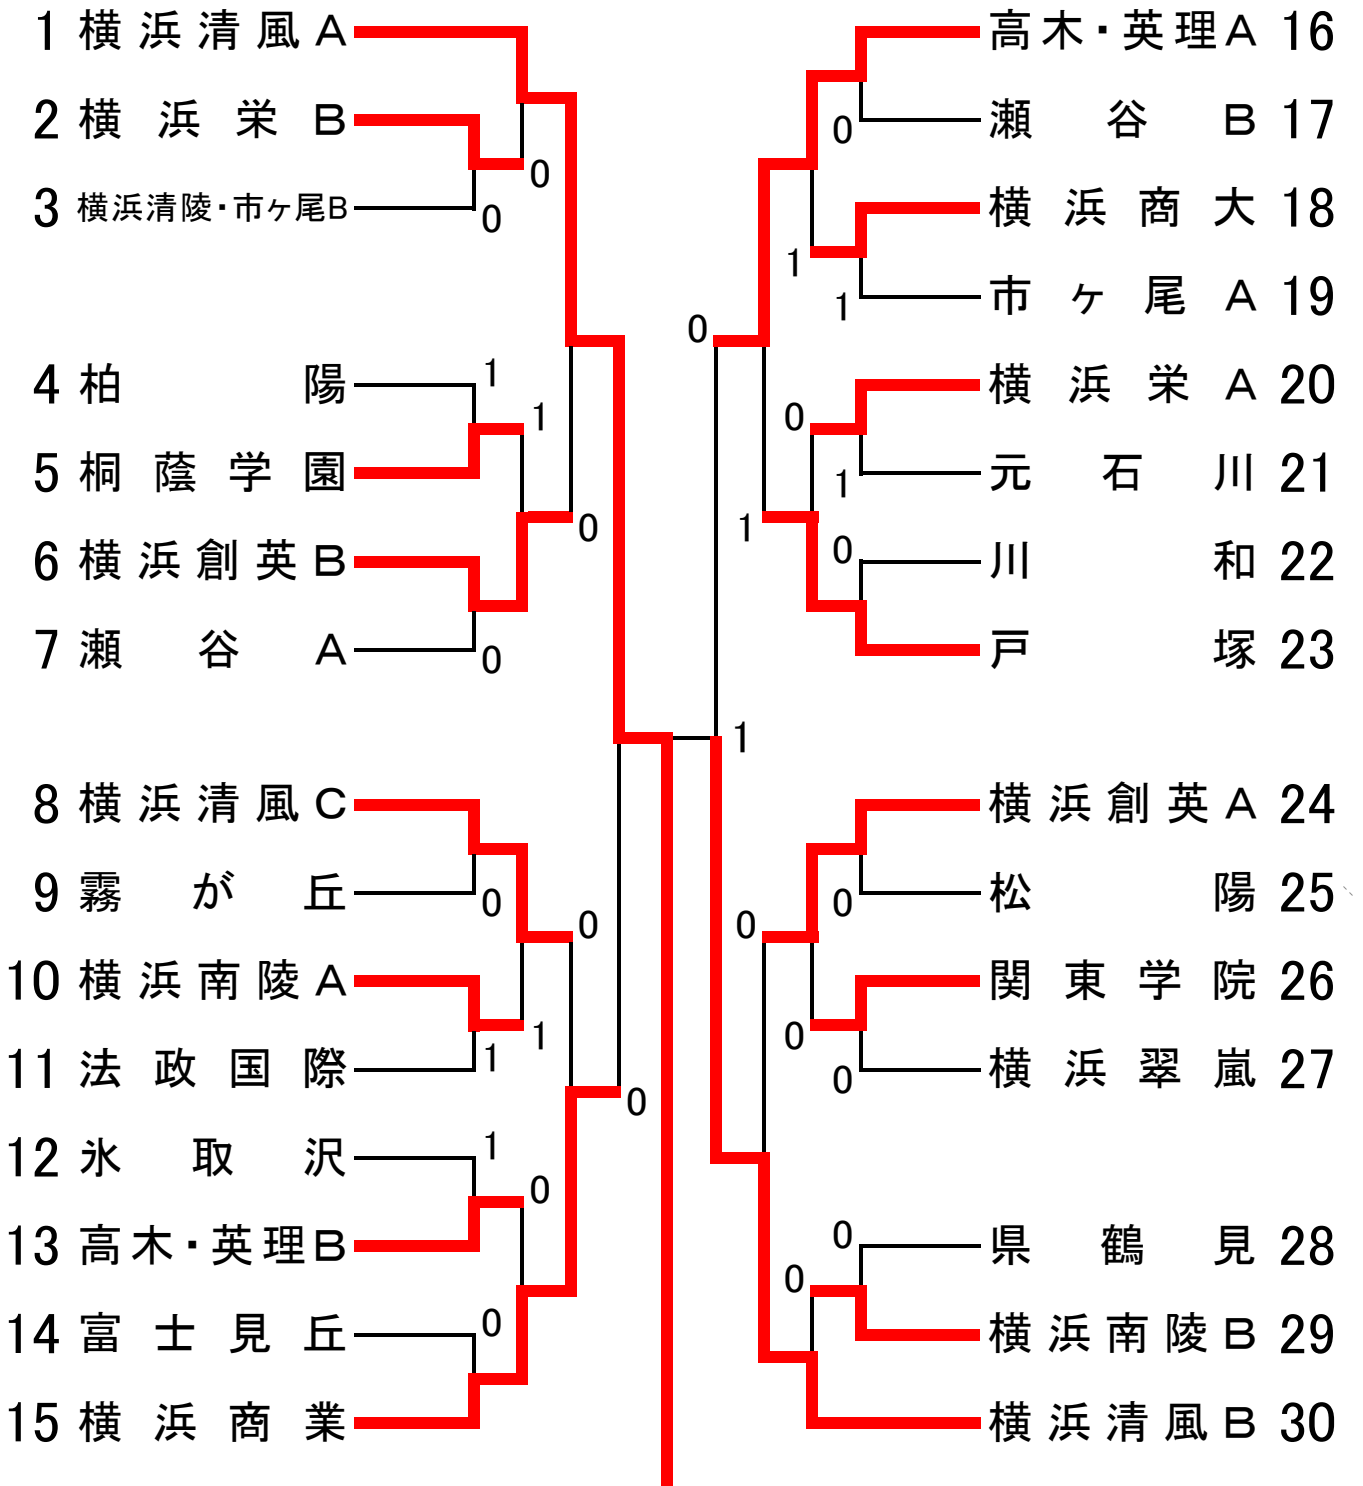 1 横浜清風A
2 横浜栄B
0
3 横浜清陵・市ヶ尾B
0
4 柏陽
1
1
5 桐蔭学園
0
6 横浜創英B
7 瀬谷A
0
8 横浜清風C
9 霧が丘
0
0
10 横浜南陵A
1
11 法政国際
1
0
12 氷取沢
1
0
13 高木・英理B
14 富士見丘
0
15 横浜商業
高木・英理A 16
0
瀬谷B 17
横浜商大 18
1
1
市ヶ尾A 19
0
横浜栄A 20
0
元石川 21
1
1
0
川和 22
戸塚 23
1
横浜創英A 24
0
松陽 25
0
関東学院 26
0
横浜翠嵐 27
0
県鶴見 28
0
0
横浜南陵B 29
横浜清風B 30